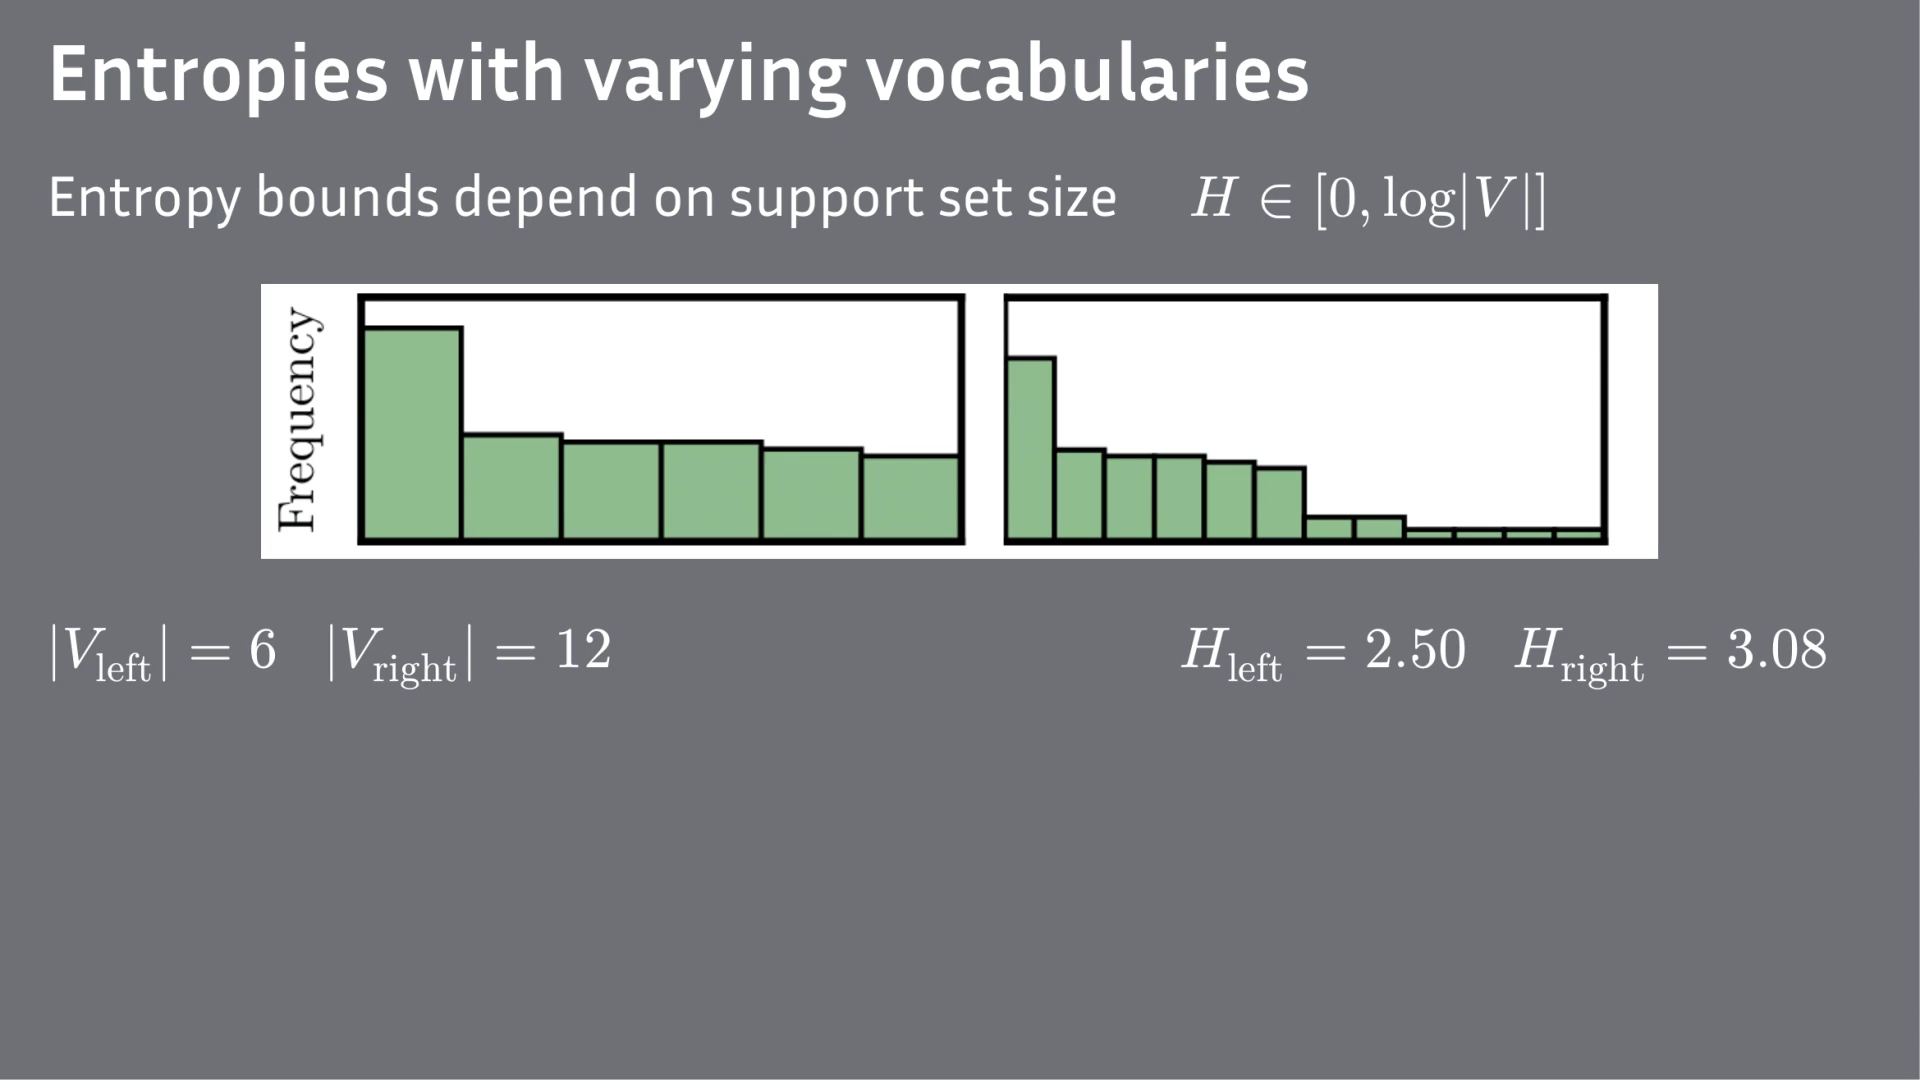 Entropies with varying vocabularies
Entropy bounds depend on support set size H ∈ [0, log|V|]
Frequency
|V_left| = 6 |V_right| = 12 H_left = 2.50 H_right = 3.08